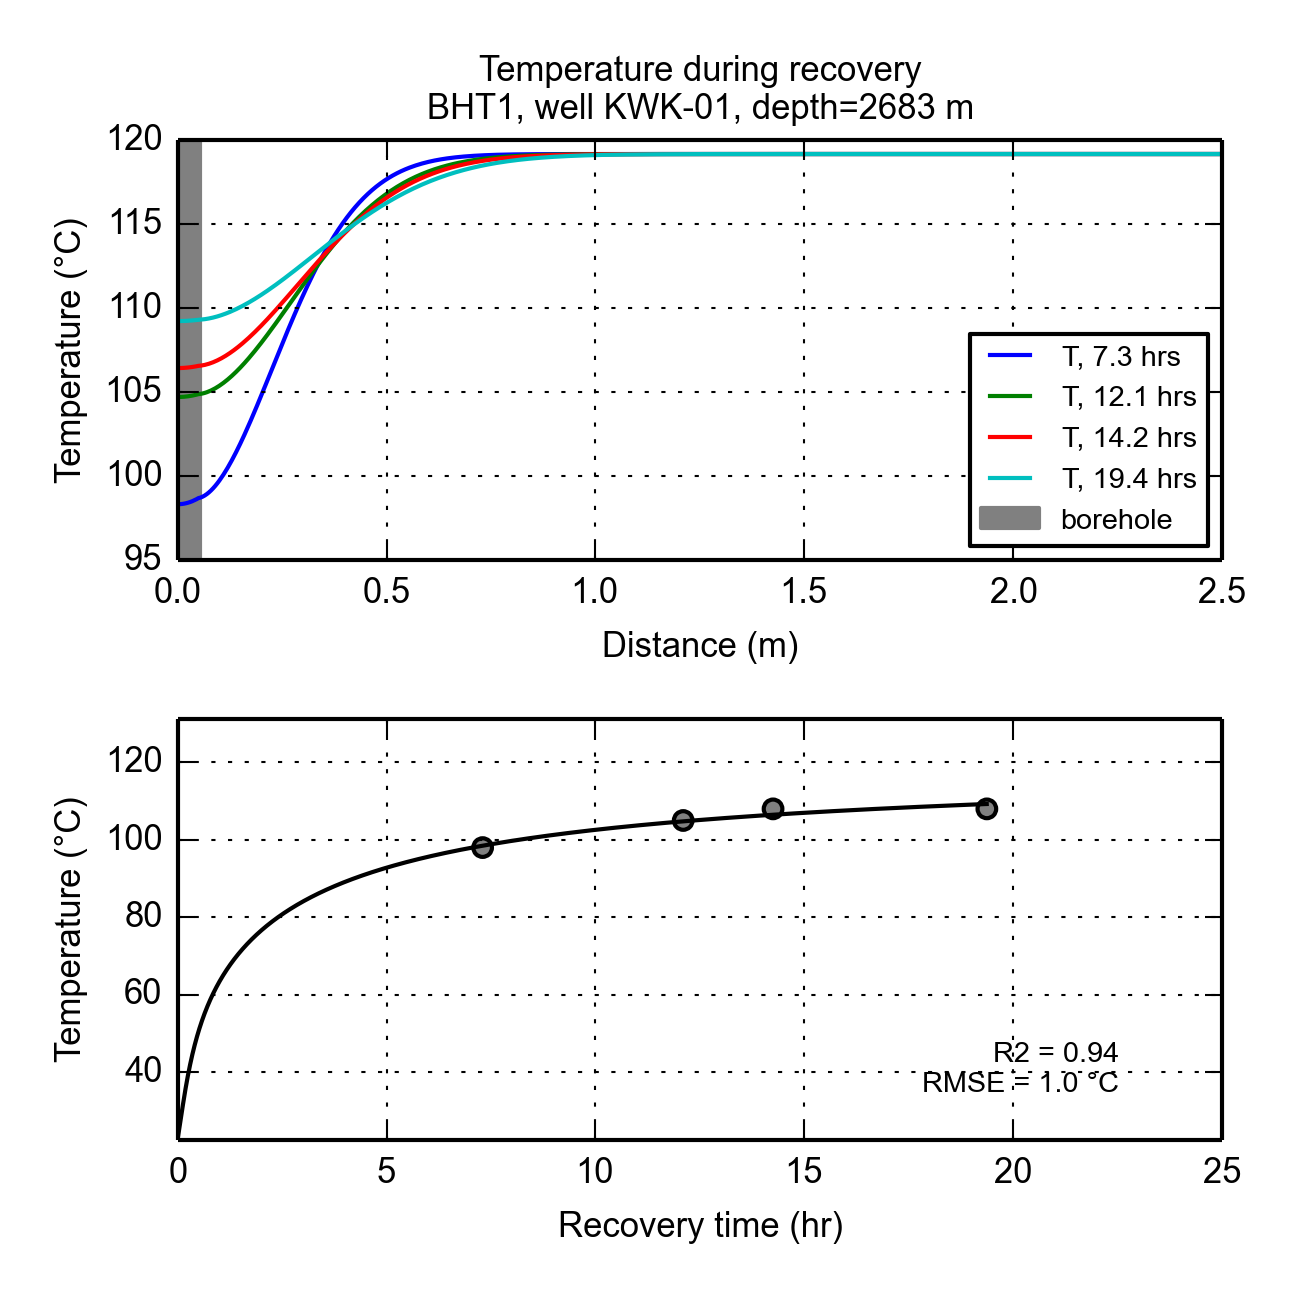 Temperature during recovery
BHT1, well KWK-01, depth=2683 m
120
115
110
105
100
95
Temperature (°C)
T, 7.3 hrs
T, 12.1 hrs
T, 14.2 hrs
T, 19.4 hrs
borehole
0.0 0.5 1.0 1.5 2.0 2.5
Distance (m)
120
100
80
60
40
Temperature (°C)
R2 = 0.94
RMSE = 1.0 °C
0 5 10 15 20 25
Recovery time (hr)